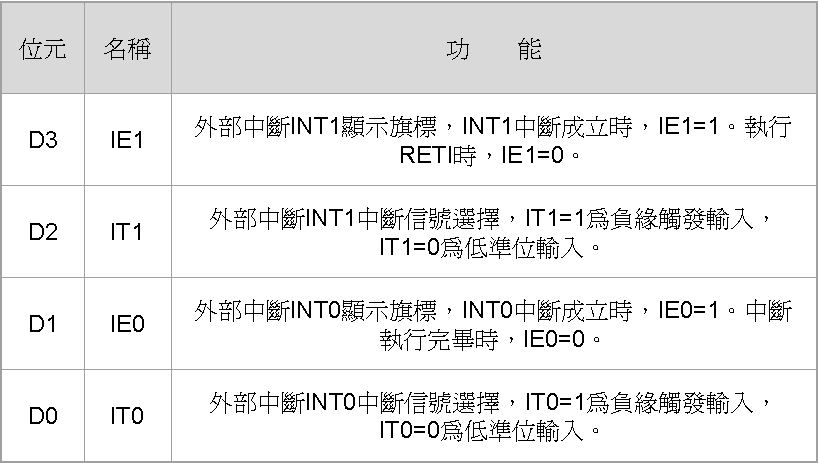 位元 名稱 功 能
D3 IE1 外部中斷INT1顯示旗標，INT1中斷成立時，IE1=1。執行
RETI時，IE1=0。
D2 IT1 外部中斷INT1中斷信號選擇，IT1=1為負緣觸發輸入，
IT1=0為低準位輸入。
D1 IE0 外部中斷INT0顯示旗標，INT0中斷成立時，IE0=1。中斷
執行完畢時，IE0=0。
D0 IT0 外部中斷INT0中斷信號選擇，IT0=1為負緣觸發輸入，
IT0=0為低準位輸入。